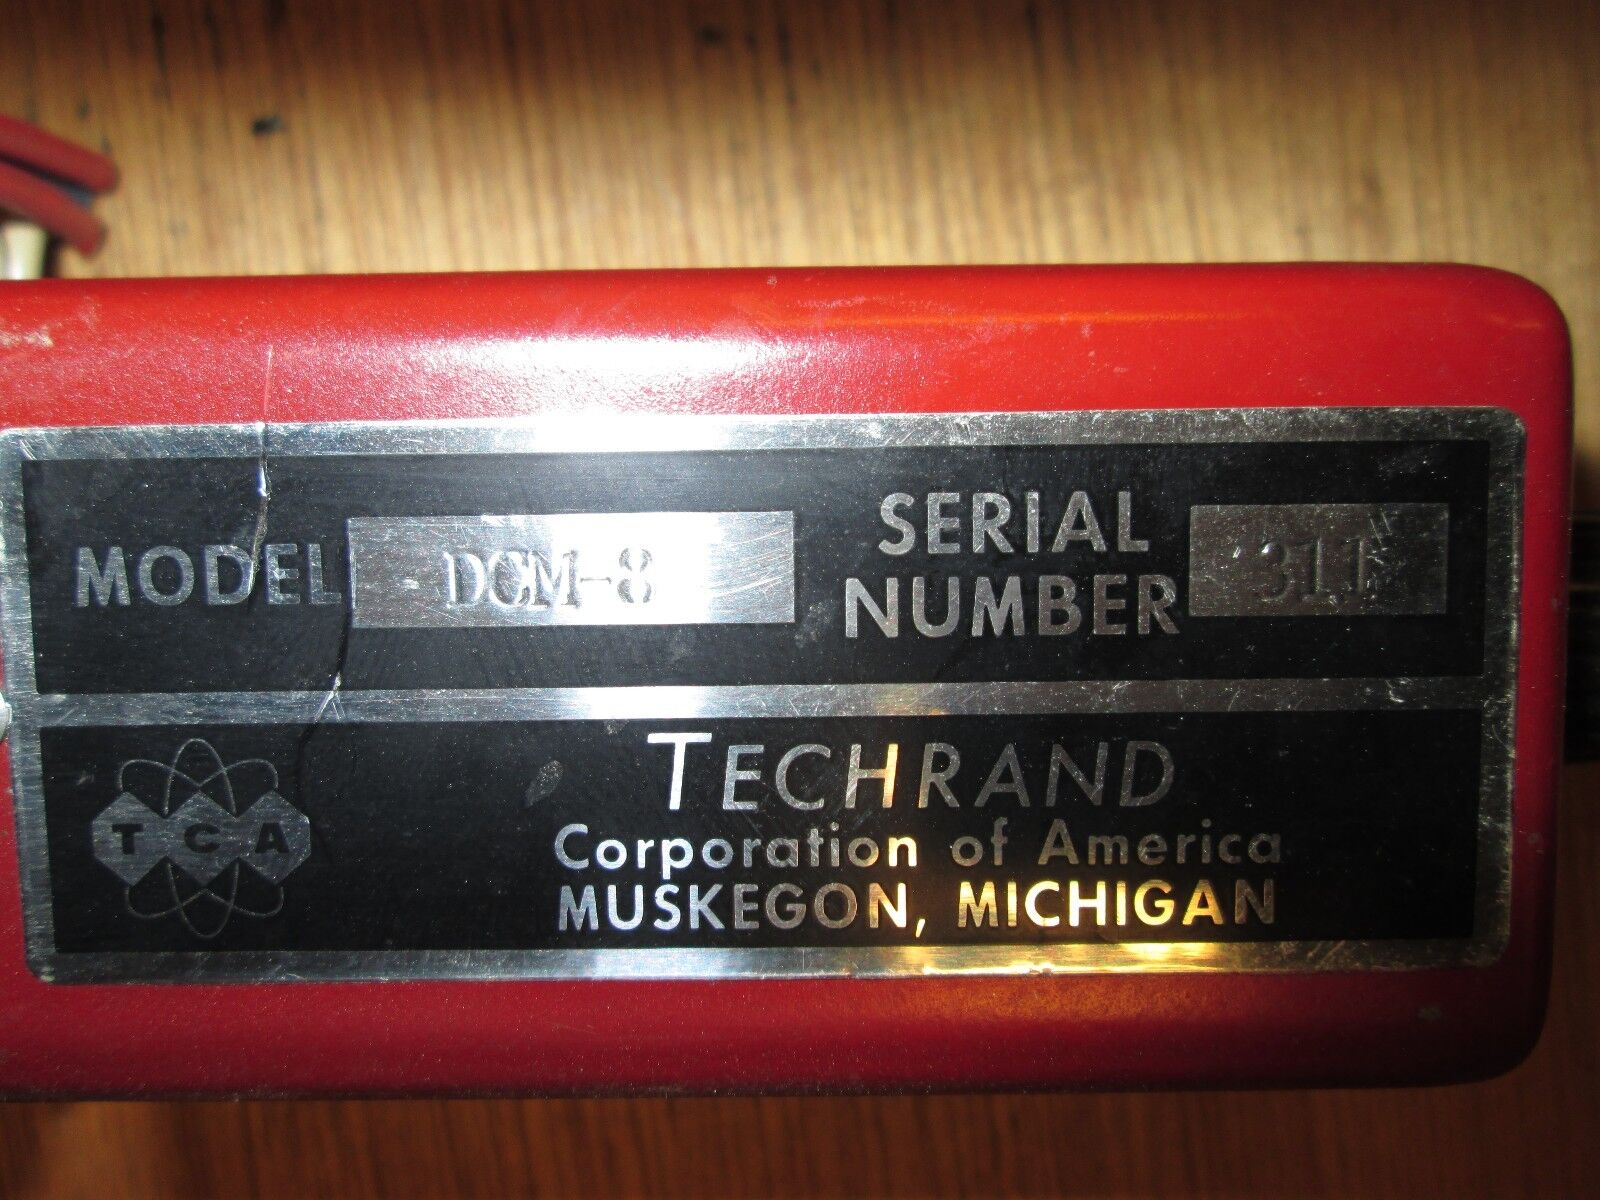 MODEL DCM-8 SERIAL NUMBER 311
TCA
TECHRAND
Corporation of America
MUSKEGON, MICHIGAN